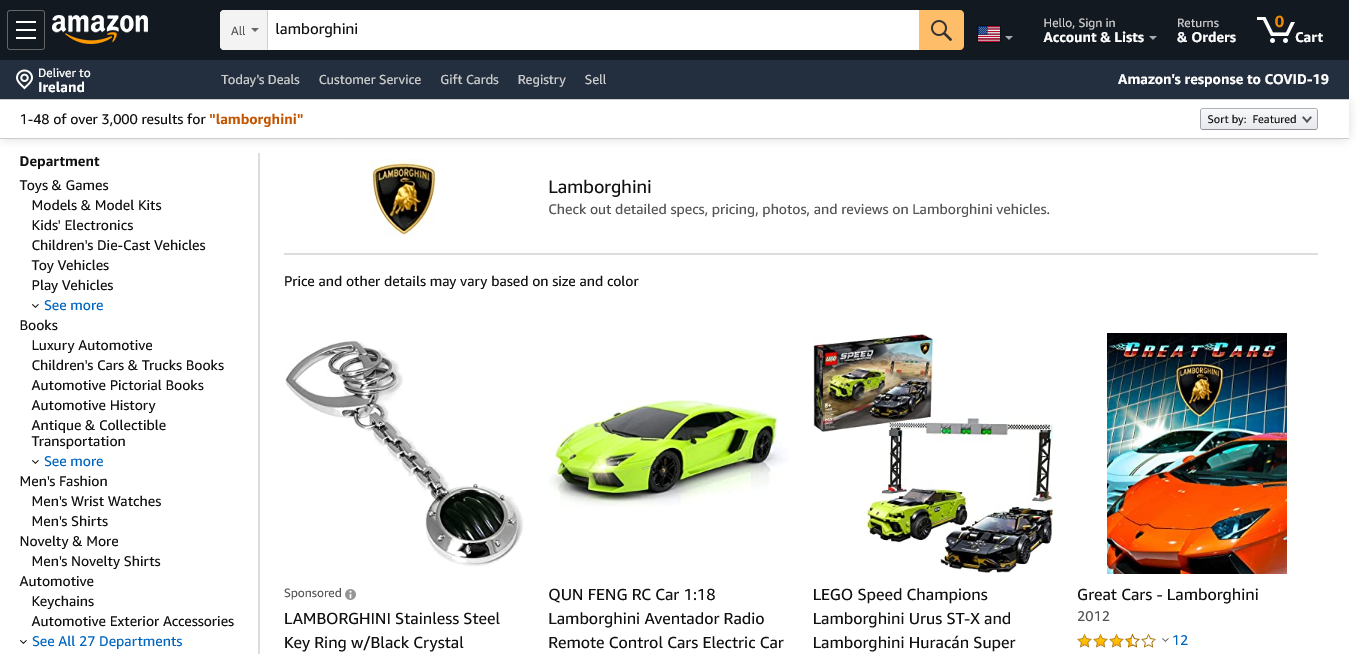 amazon
All
lamborghini
Hello, Sign in
Account & Lists
Returns
& Orders
0
Cart
Deliver to
Ireland
Today's Deals
Customer Service
Gift Cards
Registry
Sell
Amazon's response to COVID-19
1-48 of over 3,000 results for "lamborghini"
Sort by: Featured
Department
Toys & Games
Models & Model Kits
Kids' Electronics
Children's Die-Cast Vehicles
Toy Vehicles
Play Vehicles
See more
Books
Luxury Automotive
Children's Cars & Trucks Books
Automotive Pictorial Books
Automotive History
Antique & Collectible
Transportation
See more
Men's Fashion
Men's Wrist Watches
Men's Shirts
Novelty & More
Men's Novelty Shirts
Automotive
Keychains
Automotive Exterior Accessories
See All 27 Departments
LAMBORGHINI
Lamborghini
Check out detailed specs, pricing, photos, and reviews on Lamborghini vehicles.
Price and other details may vary based on size and color
LEGO SPEED
GREAT CARS
LAMBORGHINI
Sponsored
LAMBORGHINI Stainless Steel
Key Ring w/Black Crystal
QUN FENG RC Car 1:18
Lamborghini Aventador Radio
Remote Control Cars Electric Car
LEGO Speed Champions
Lamborghini Urus ST-X and
Lamborghini Huracán Super
Great Cars - Lamborghini
2012
12